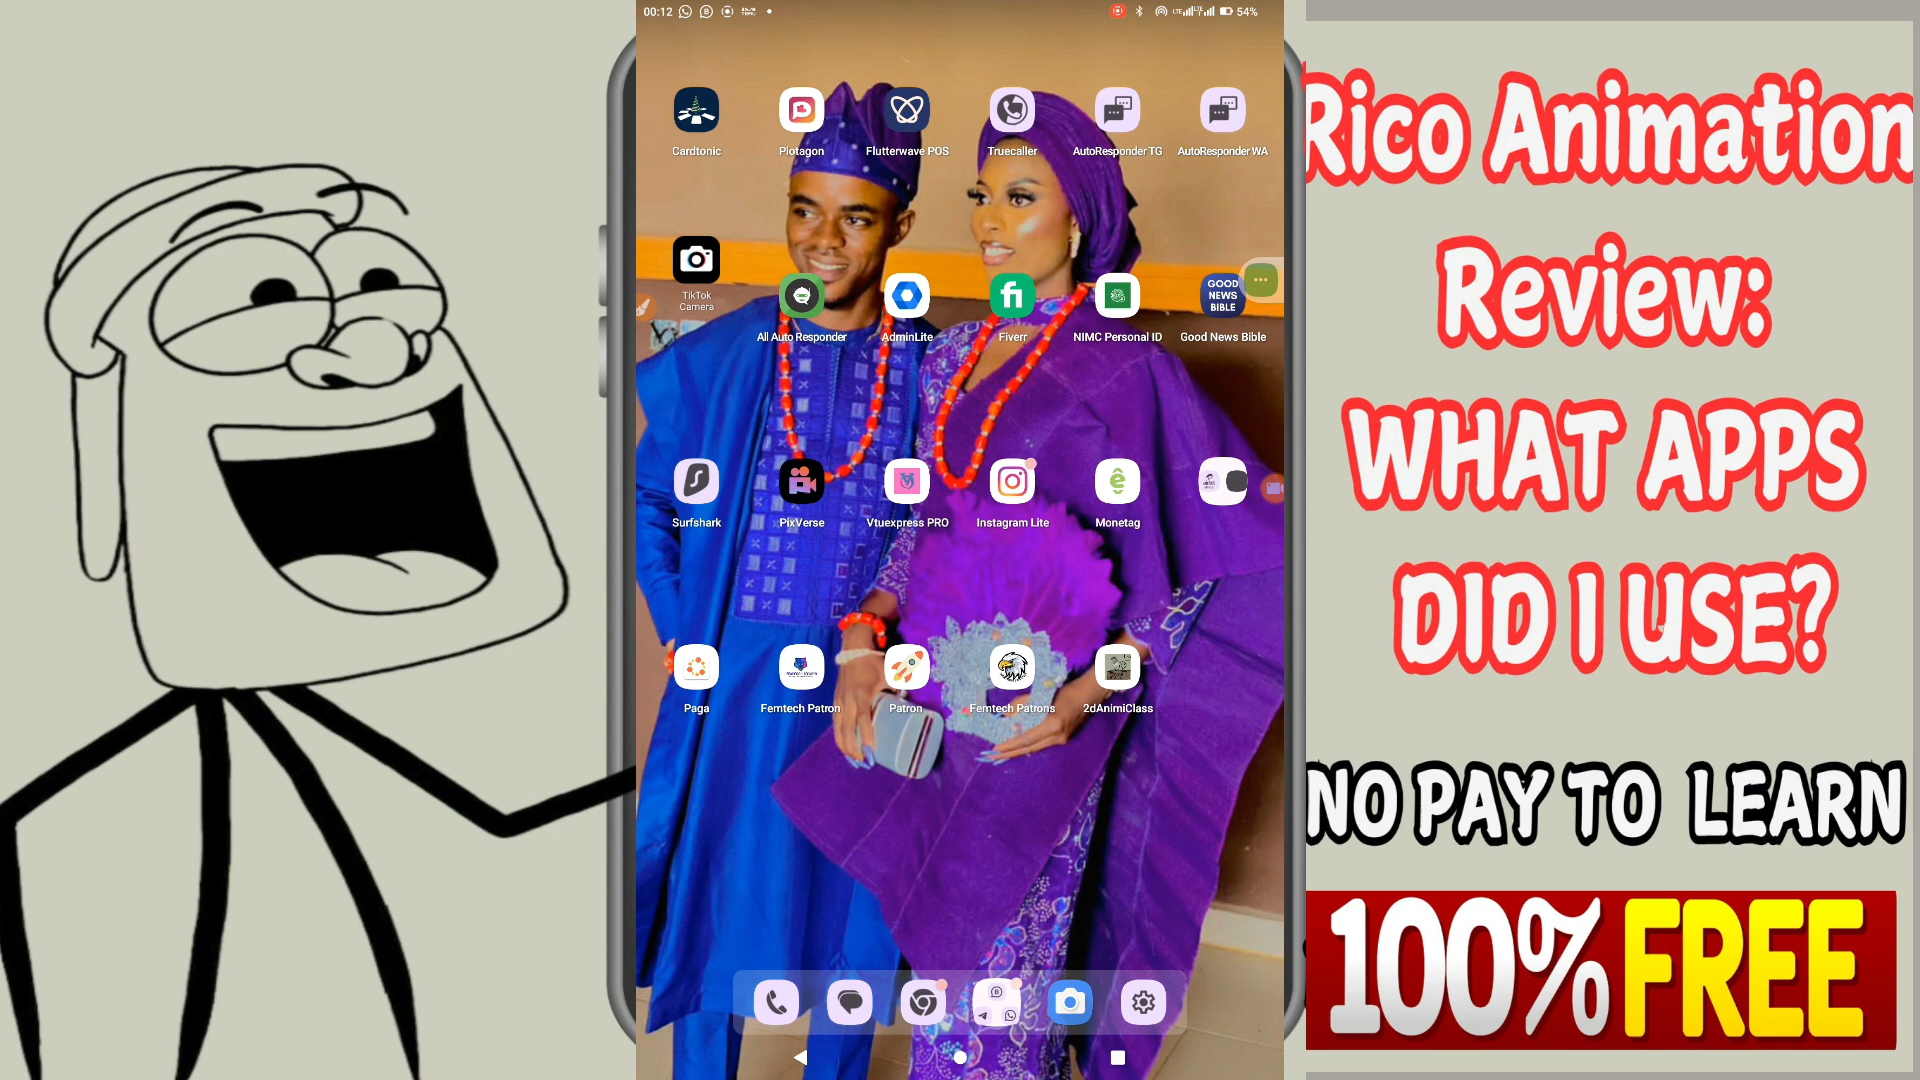 00:12
54%
Cardtonic
Plotagon
Flutterwave POS
Truecaller
AutoResponder TG
AutoResponder WA
TikTok
Camera
All Auto Responder
AdminLite
fi
Fiverr
NIMC Personal ID
GOOD
NEWS
BIBLE
Good News Bible
Surfshark
PixVerse
Vtuexpress PRO
Instagram Lite
Monetag
Paga
Femtech Patron
Patron
Femtech Patrons
2dAnimiClass
Rico Animation
Review:
WHAT APPS
DID I USE?
NO PAY TO LEARN
100% FREE